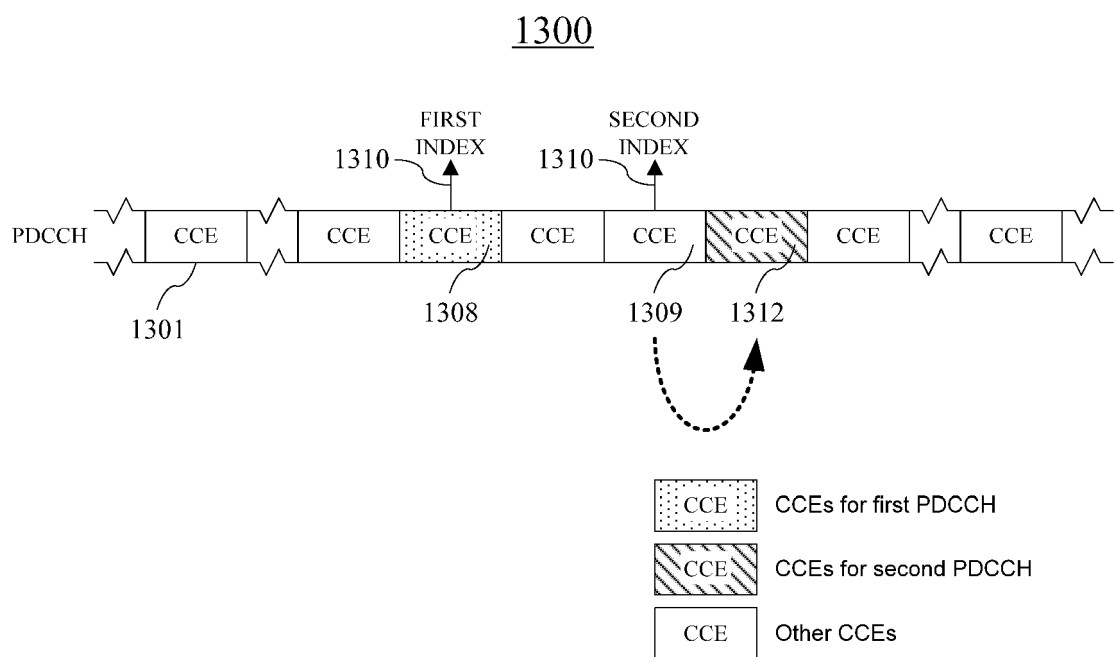 1300
FIRST INDEX
SECOND INDEX
1310
1310
PDCCH
CCE
CCE
CCE
CCE
CCE
CCE
CCE
CCE
1301
1308
1309
1312
CCE
CCEs for first PDCCH
CCE
CCEs for second PDCCH
CCE
Other CCEs